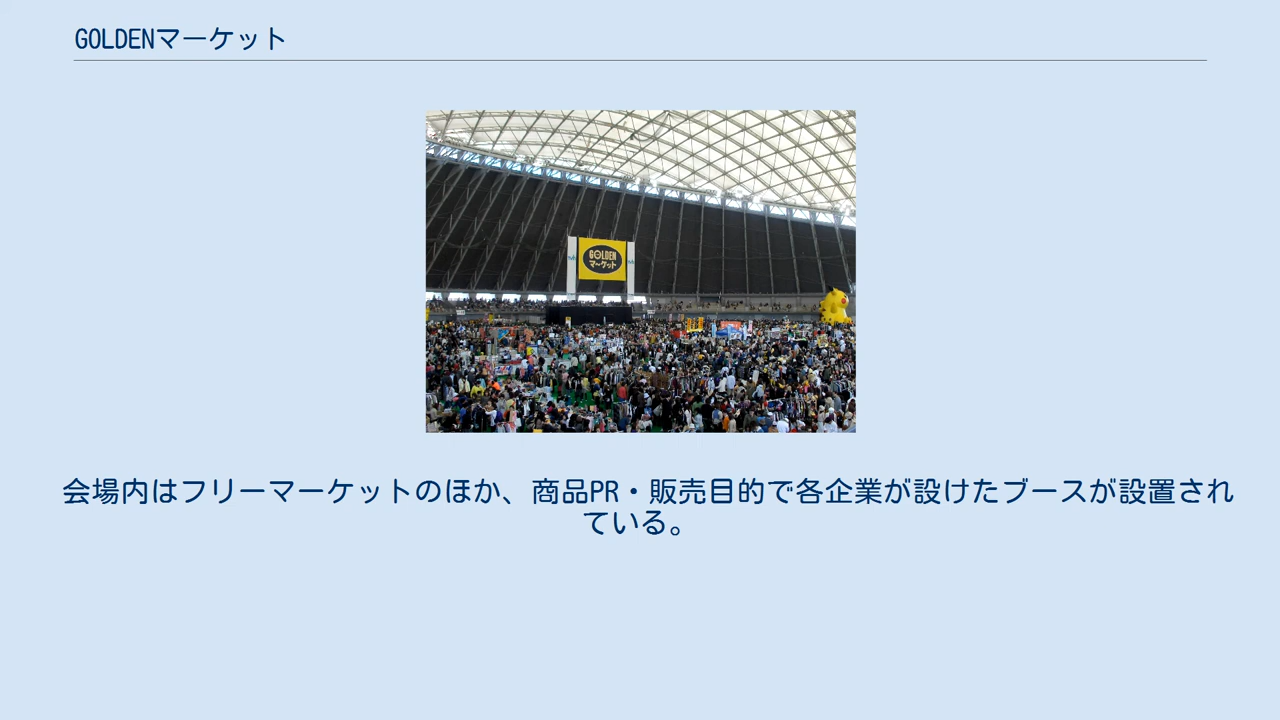 GOLDENマーケット
GOLDEN
マーケット
会場内はフリーマーケットのほか、商品PR・販売目的で各企業が設けたブースが設置され
ている。